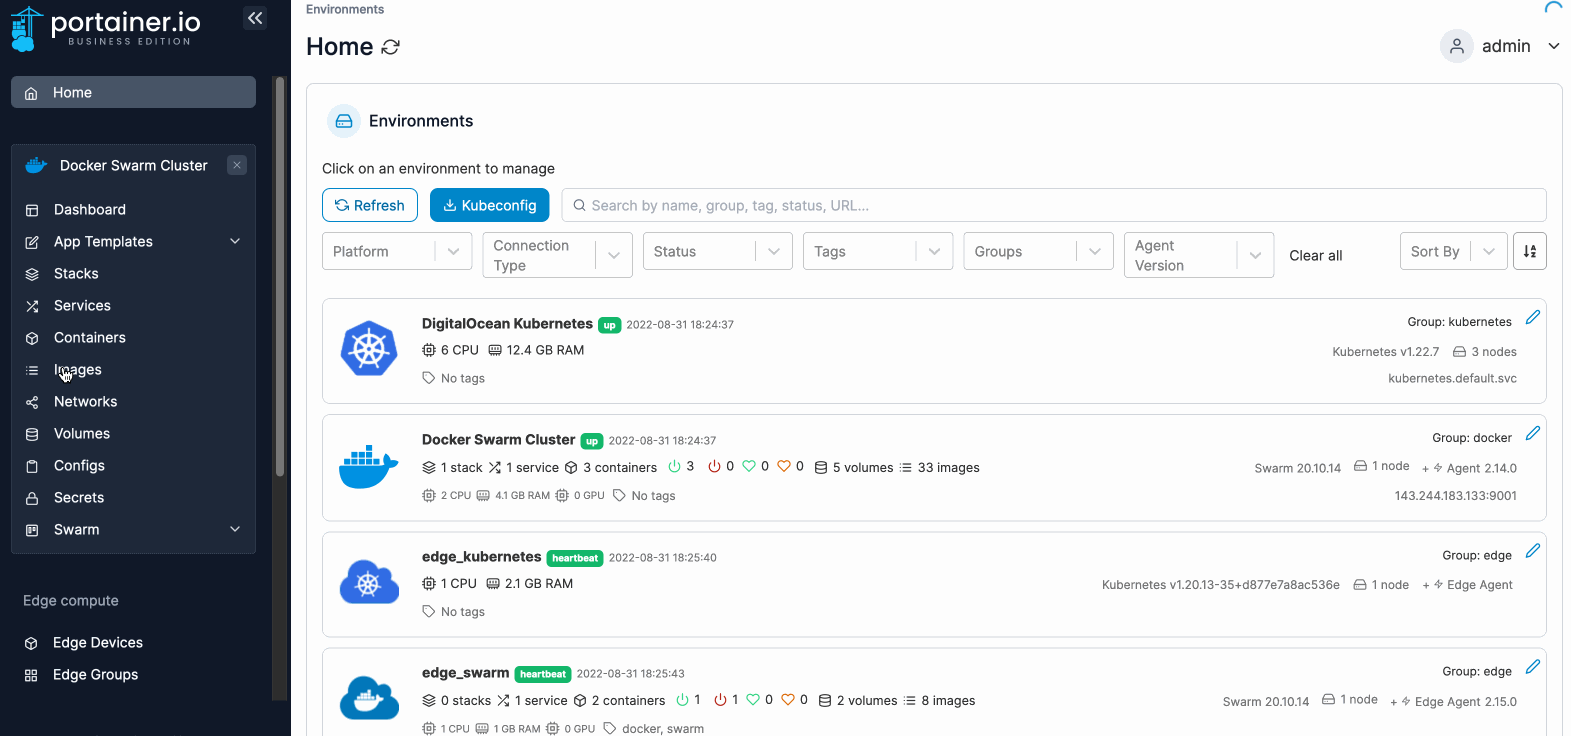 portainer.io
BUSINESS EDITION
Home
Docker Swarm Cluster
Dashboard
App Templates
Stacks
Services
Containers
Images
Networks
Volumes
Configs
Secrets
Swarm
Edge compute
Edge Devices
Edge Groups
Environments
Home
admin
Environments
Click on an environment to manage
Refresh
Kubeconfig
Search by name, group, tag, status, URL...
Platform
Connection
Type
Status
Tags
Groups
Agent
Version
Clear all
Sort By
DigitalOcean Kubernetes up 2022-08-31 18:24:37
Group: kubernetes
6 CPU 12.4 GB RAM
Kubernetes v1.22.7 3 nodes
No tags
kubernetes.default.svc
Docker Swarm Cluster up 2022-08-31 18:24:37
Group: docker
1 stack 1 service 3 containers 3 0 0 0 5 volumes 33 images
Swarm 20.10.14 1 node + Agent 2.14.0
2 CPU 4.1 GB RAM 0 GPU No tags
143.244.183.133:9001
edge_kubernetes heartbeat 2022-08-31 18:25:40
Group: edge
1 CPU 2.1 GB RAM
Kubernetes v1.20.13-35+d877e7a8ac536e 1 node + Edge Agent
No tags
edge_swarm heartbeat 2022-08-31 18:25:43
Group: edge
0 stacks 1 service 2 containers 1 1 0 0 2 volumes 8 images
Swarm 20.10.14 1 node + Edge Agent 2.15.0
1 CPU 1 GB RAM 0 GPU docker, swarm